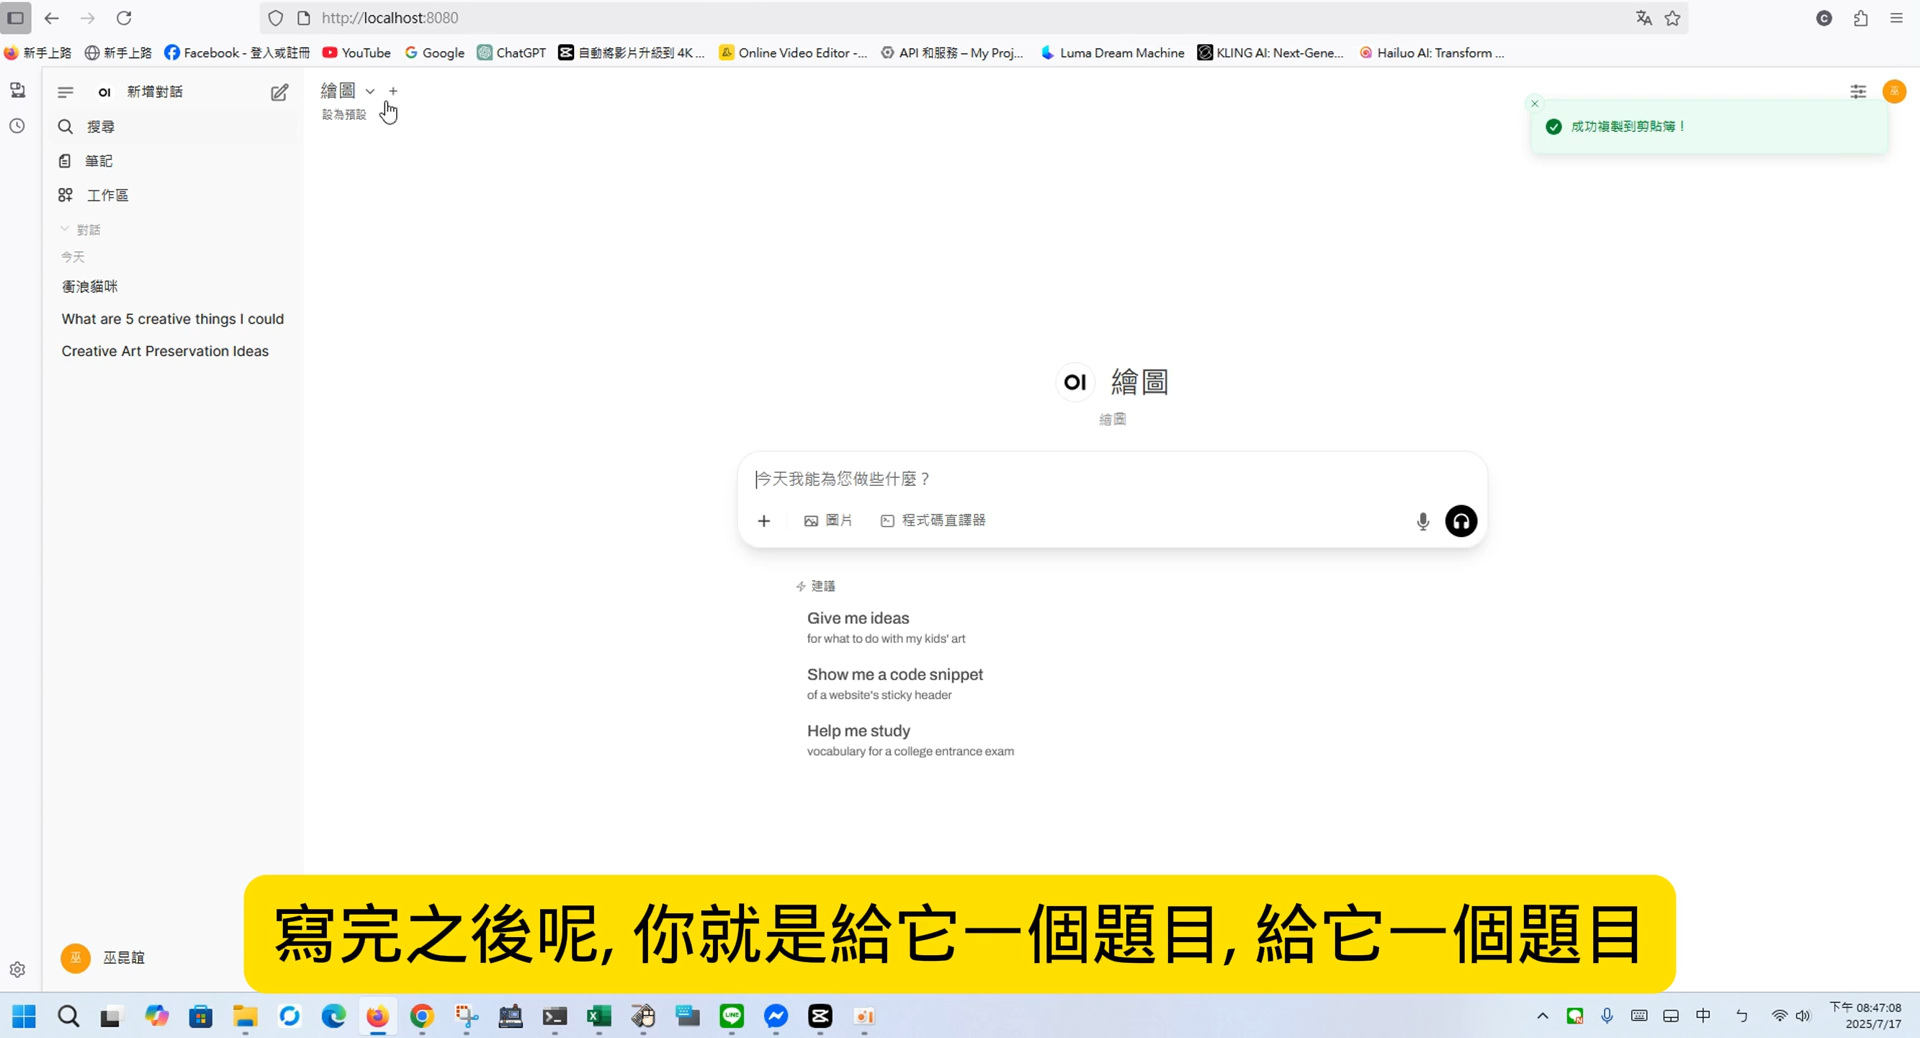 http://localhost:8080
新手上路
新手上路
Facebook - 登入或註冊
YouTube
Google
ChatGPT
自動將影片升級到 4K ...
Online Video Editor -...
API 和服務 – My Proj...
Luma Dream Machine
KLING AI: Next-Gene...
Hailuo AI: Transform ...
OI
新增對話
搜尋
筆記
工作區
對話
今天
衝浪貓咪
What are 5 creative things I could
Creative Art Preservation Ideas
巫
巫昆誼
繪圖
設為預設
C
巫
成功複製到剪貼簿！
OI
繪圖
繪圖
今天我能為您做些什麼？
圖片
程式碼直譯器
建議
Give me ideas
for what to do with my kids' art
Show me a code snippet
of a website's sticky header
Help me study
vocabulary for a college entrance exam
寫完之後呢, 你就是給它一個題目, 給它一個題目
中
ㄅ
下午 08:47:08
2025/7/17